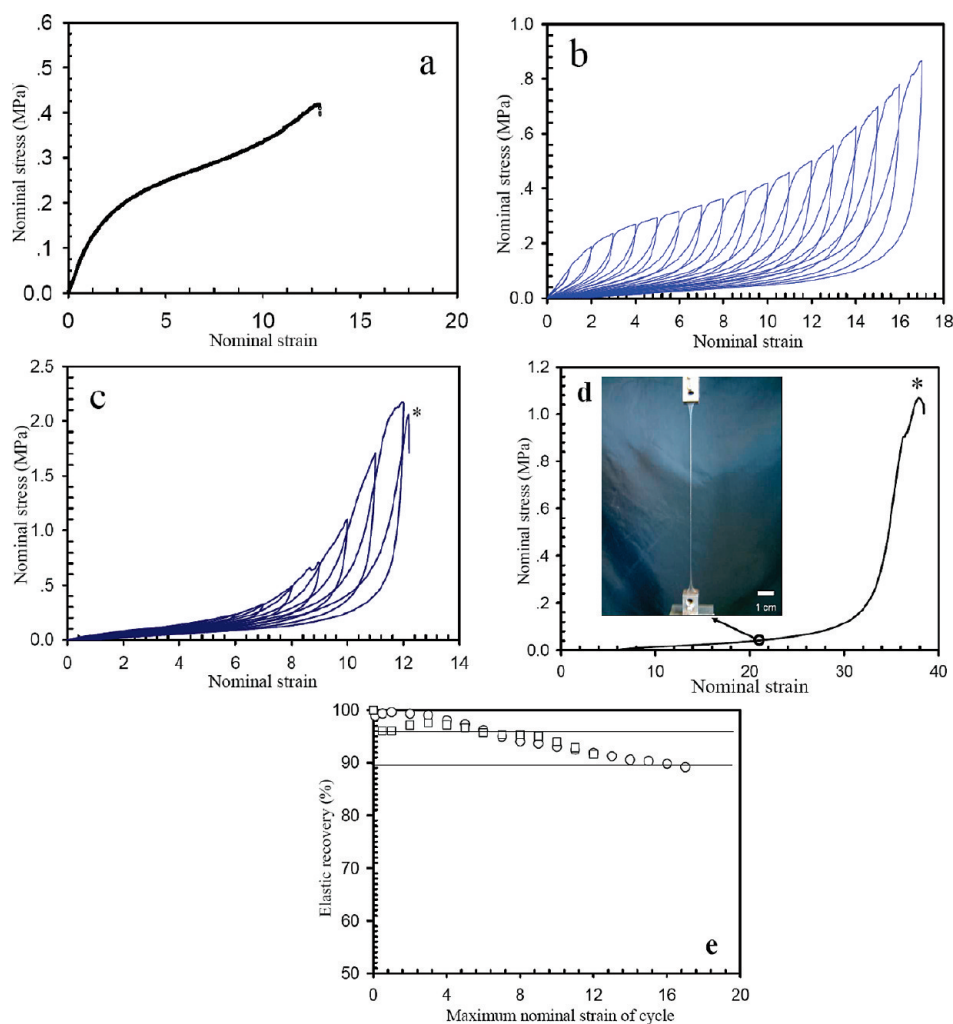 .6
.5
.4
.3
.2
.1
0.0
a
Nominal stress (MPa)
0 5 10 15 20
Nominal strain
1.0
.8
.6
.4
.2
0.0
b
Nominal stress (MPa)
0 2 4 6 8 10 12 14 16 18
Nominal strain
2.5
2.0
1.5
1.0
.5
0.0
c
*
Nominal stress (MPa)
0 2 4 6 8 10 12 14
Nominal strain
1.2
1.0
.8
.6
.4
.2
0.0
d
*
1 cm
Nominal stress (MPa)
0 10 20 30 40
Nominal strain
100
90
80
70
60
50
e
Elastic recovery (%)
0 4 8 12 16 20
Maximum nominal strain of cycle